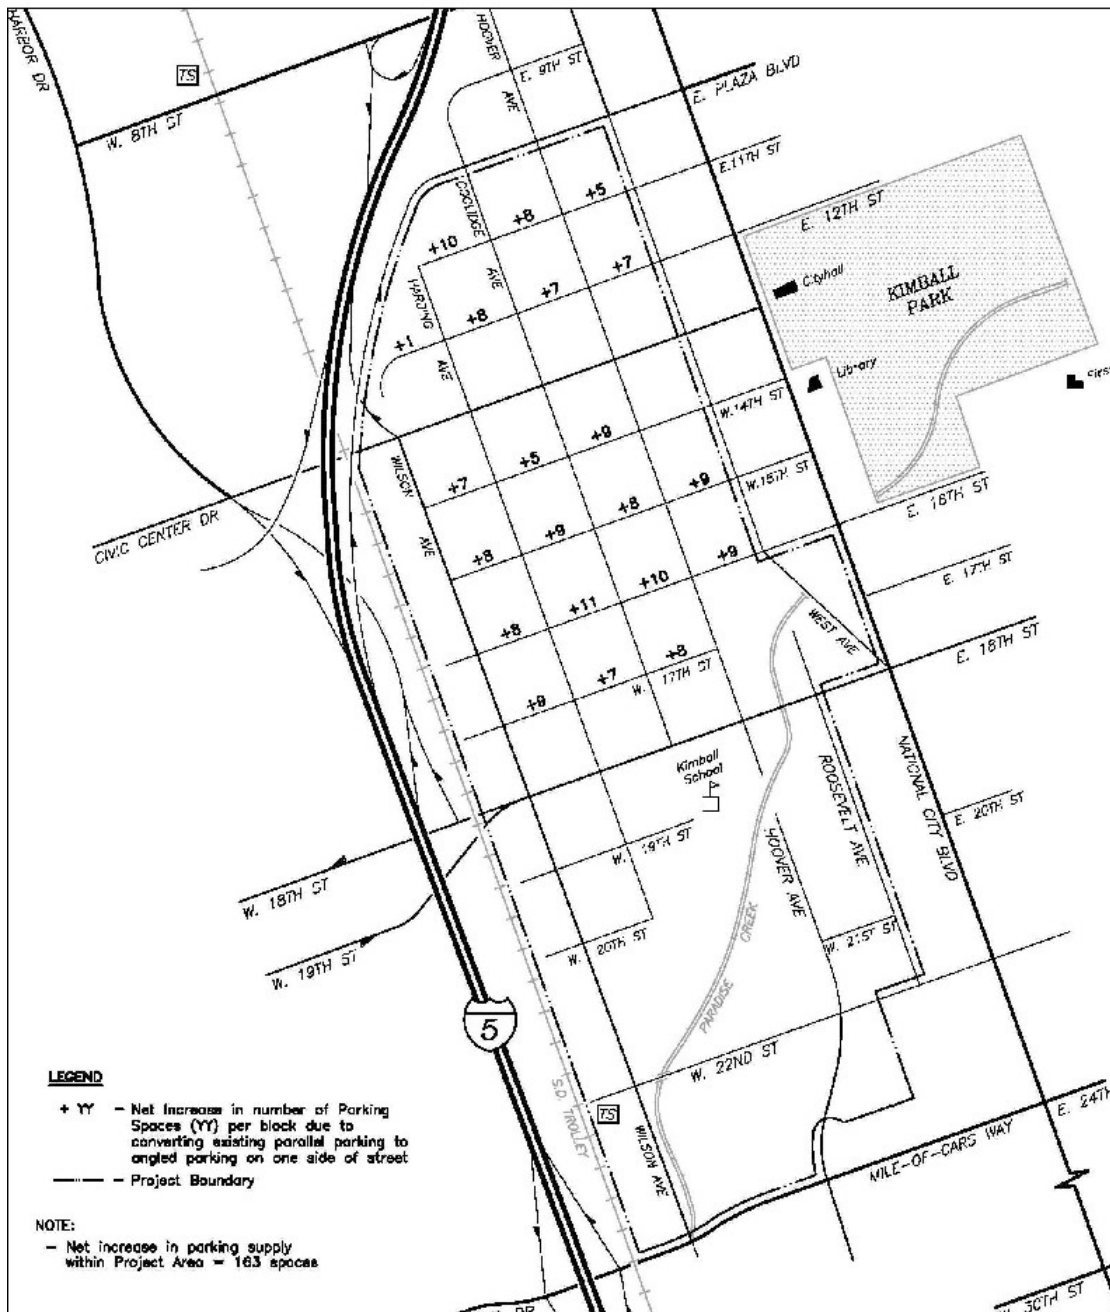 HARBOR DR
TS
W. 8TH ST
HOOVER
AVE
E. 9TH ST
E. PLAZA BLVD
E.11TH ST
COOLIDGE
AVE
+10
+8
+5
E. 12TH ST
HARDING
AVE
+1
+8
+7
+7
Cityhall
KIMBALL
PARK
Library
W.14TH ST
WILSON
AVE
+7
+5
+9
W.15TH ST
CIVIC CENTER DR
+8
+9
+8
+9
E. 16TH ST
+8
+11
+10
+9
E. 17TH ST
WEST AVE
+9
+7
+8
W. 17TH ST
E. 18TH ST
Kimball
School
ROOSEVELT AVE
NATIONAL CITY BLVD
E. 20TH ST
HOOVER AVE
W. 19TH ST
W. 18TH ST
W. 20TH ST
W. 21ST ST
W. 19TH ST
PARADISE
CREEK
5
W. 22ND ST
S.D. TROLLEY
TS
WILSON AVE
MILE-OF-CARS WAY
E. 24TH
LEGEND
+ YY – Net Increase in number of Parking
Spaces (YY) per block due to
converting existing parallel parking to
angled parking on one side of street
– Project Boundary
NOTE:
– Net increase in parking supply
within Project Area = 163 spaces
DR
W. 30TH ST